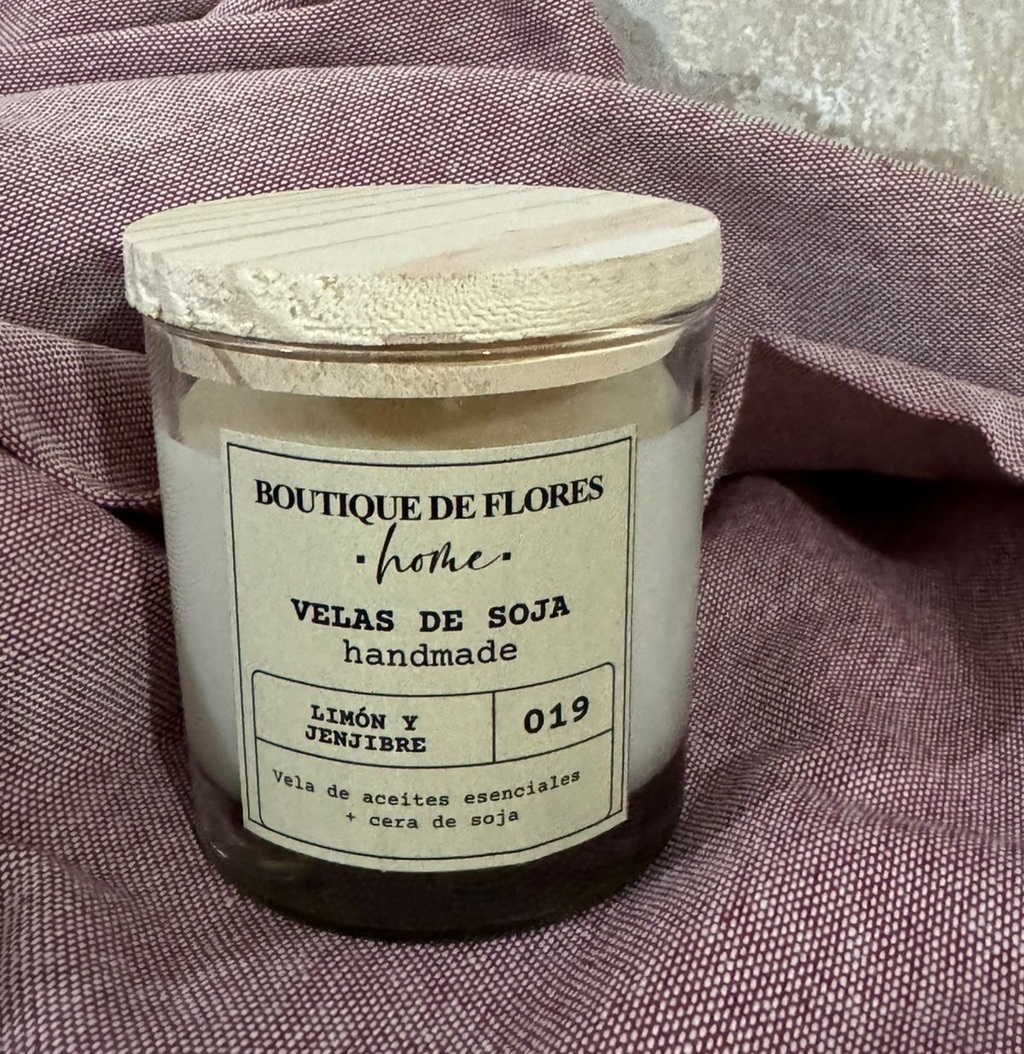 BOUTIQUE DE FLORES
·home·
VELAS DE SOJA
handmade
LIMÓN Y
JENJIBRE
019
Vela de aceites esenciales
+ cera de soja